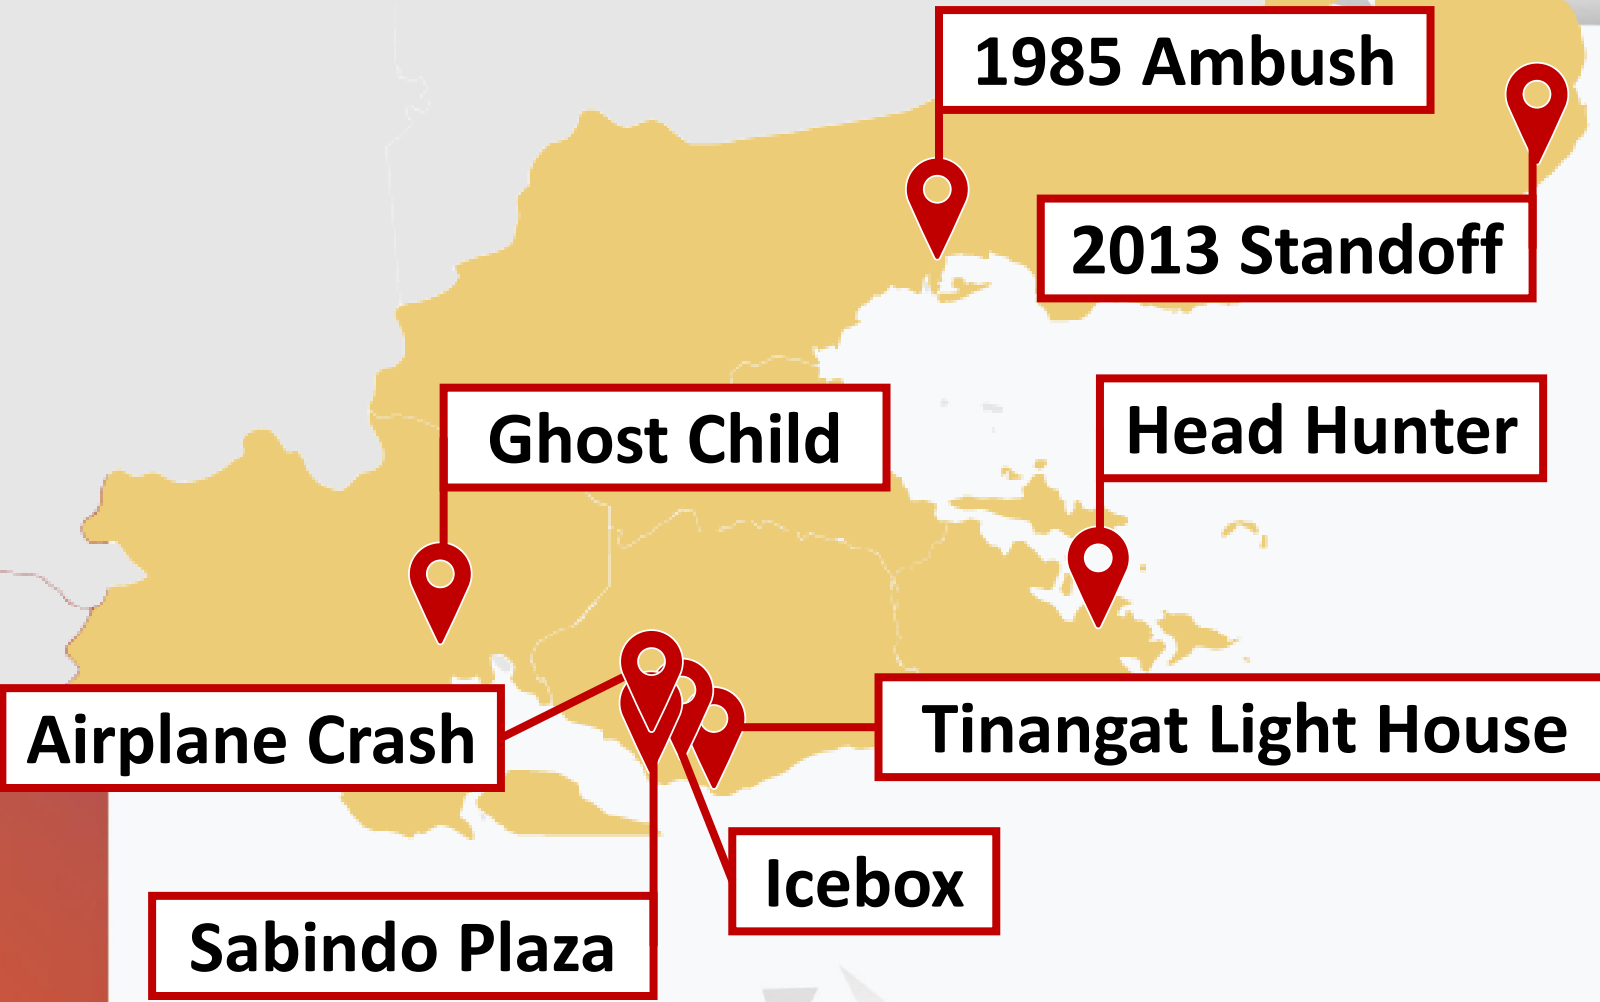 1985 Ambush
2013 Standoff
Ghost Child
Head Hunter
Airplane Crash
Tinangat Light House
Icebox
Sabindo Plaza